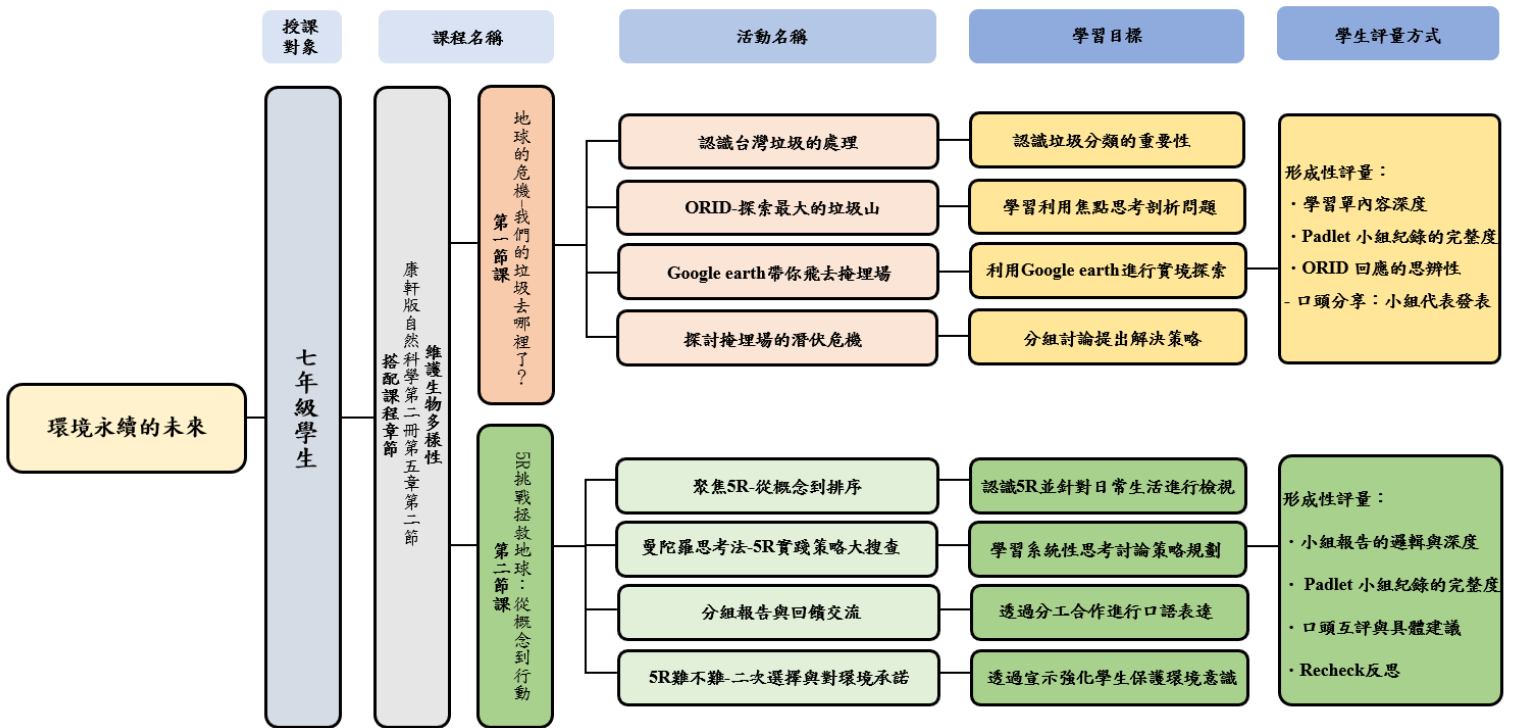 授課
對象
課程名稱
活動名稱
學習目標
學生評量方式
環境永續的未來
七年級學生
搭配課程章節
康軒版自然科學第二冊第五章第二節
維護生物多樣性
第一節課
地球的危機—我們的垃圾去哪裡了？
認識台灣垃圾的處理
認識垃圾分類的重要性
ORID-探索最大的垃圾山
學習利用焦點思考剖析問題
Google earth帶你飛去掩埋場
利用Google earth進行實境探索
探討掩埋場的潛伏危機
分組討論提出解決策略
形成性評量：
・學習單內容深度
・Padlet 小組紀錄的完整度
・ORID 回應的思辨性
- 口頭分享：小組代表發表
第二節課
5R挑戰拯救地球：從概念到行動
聚焦5R-從概念到排序
認識5R並針對日常生活進行檢視
曼陀羅思考法-5R實踐策略大搜查
學習系統性思考討論策略規劃
分組報告與回饋交流
透過分工合作進行口語表達
5R難不難-二次選擇與對環境承諾
透過宣示強化學生保護環境意識
形成性評量：
・小組報告的邏輯與深度
・ Padlet 小組紀錄的完整度
・口頭互評與具體建議
・Recheck反思